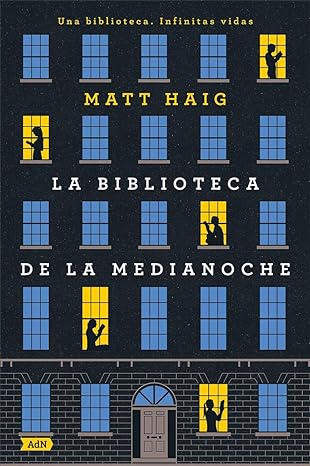 Una biblioteca. Infinitas vidas
MATT HAIG
LA BIBLIOTECA
DE LA MEDIANOCHE
AdN